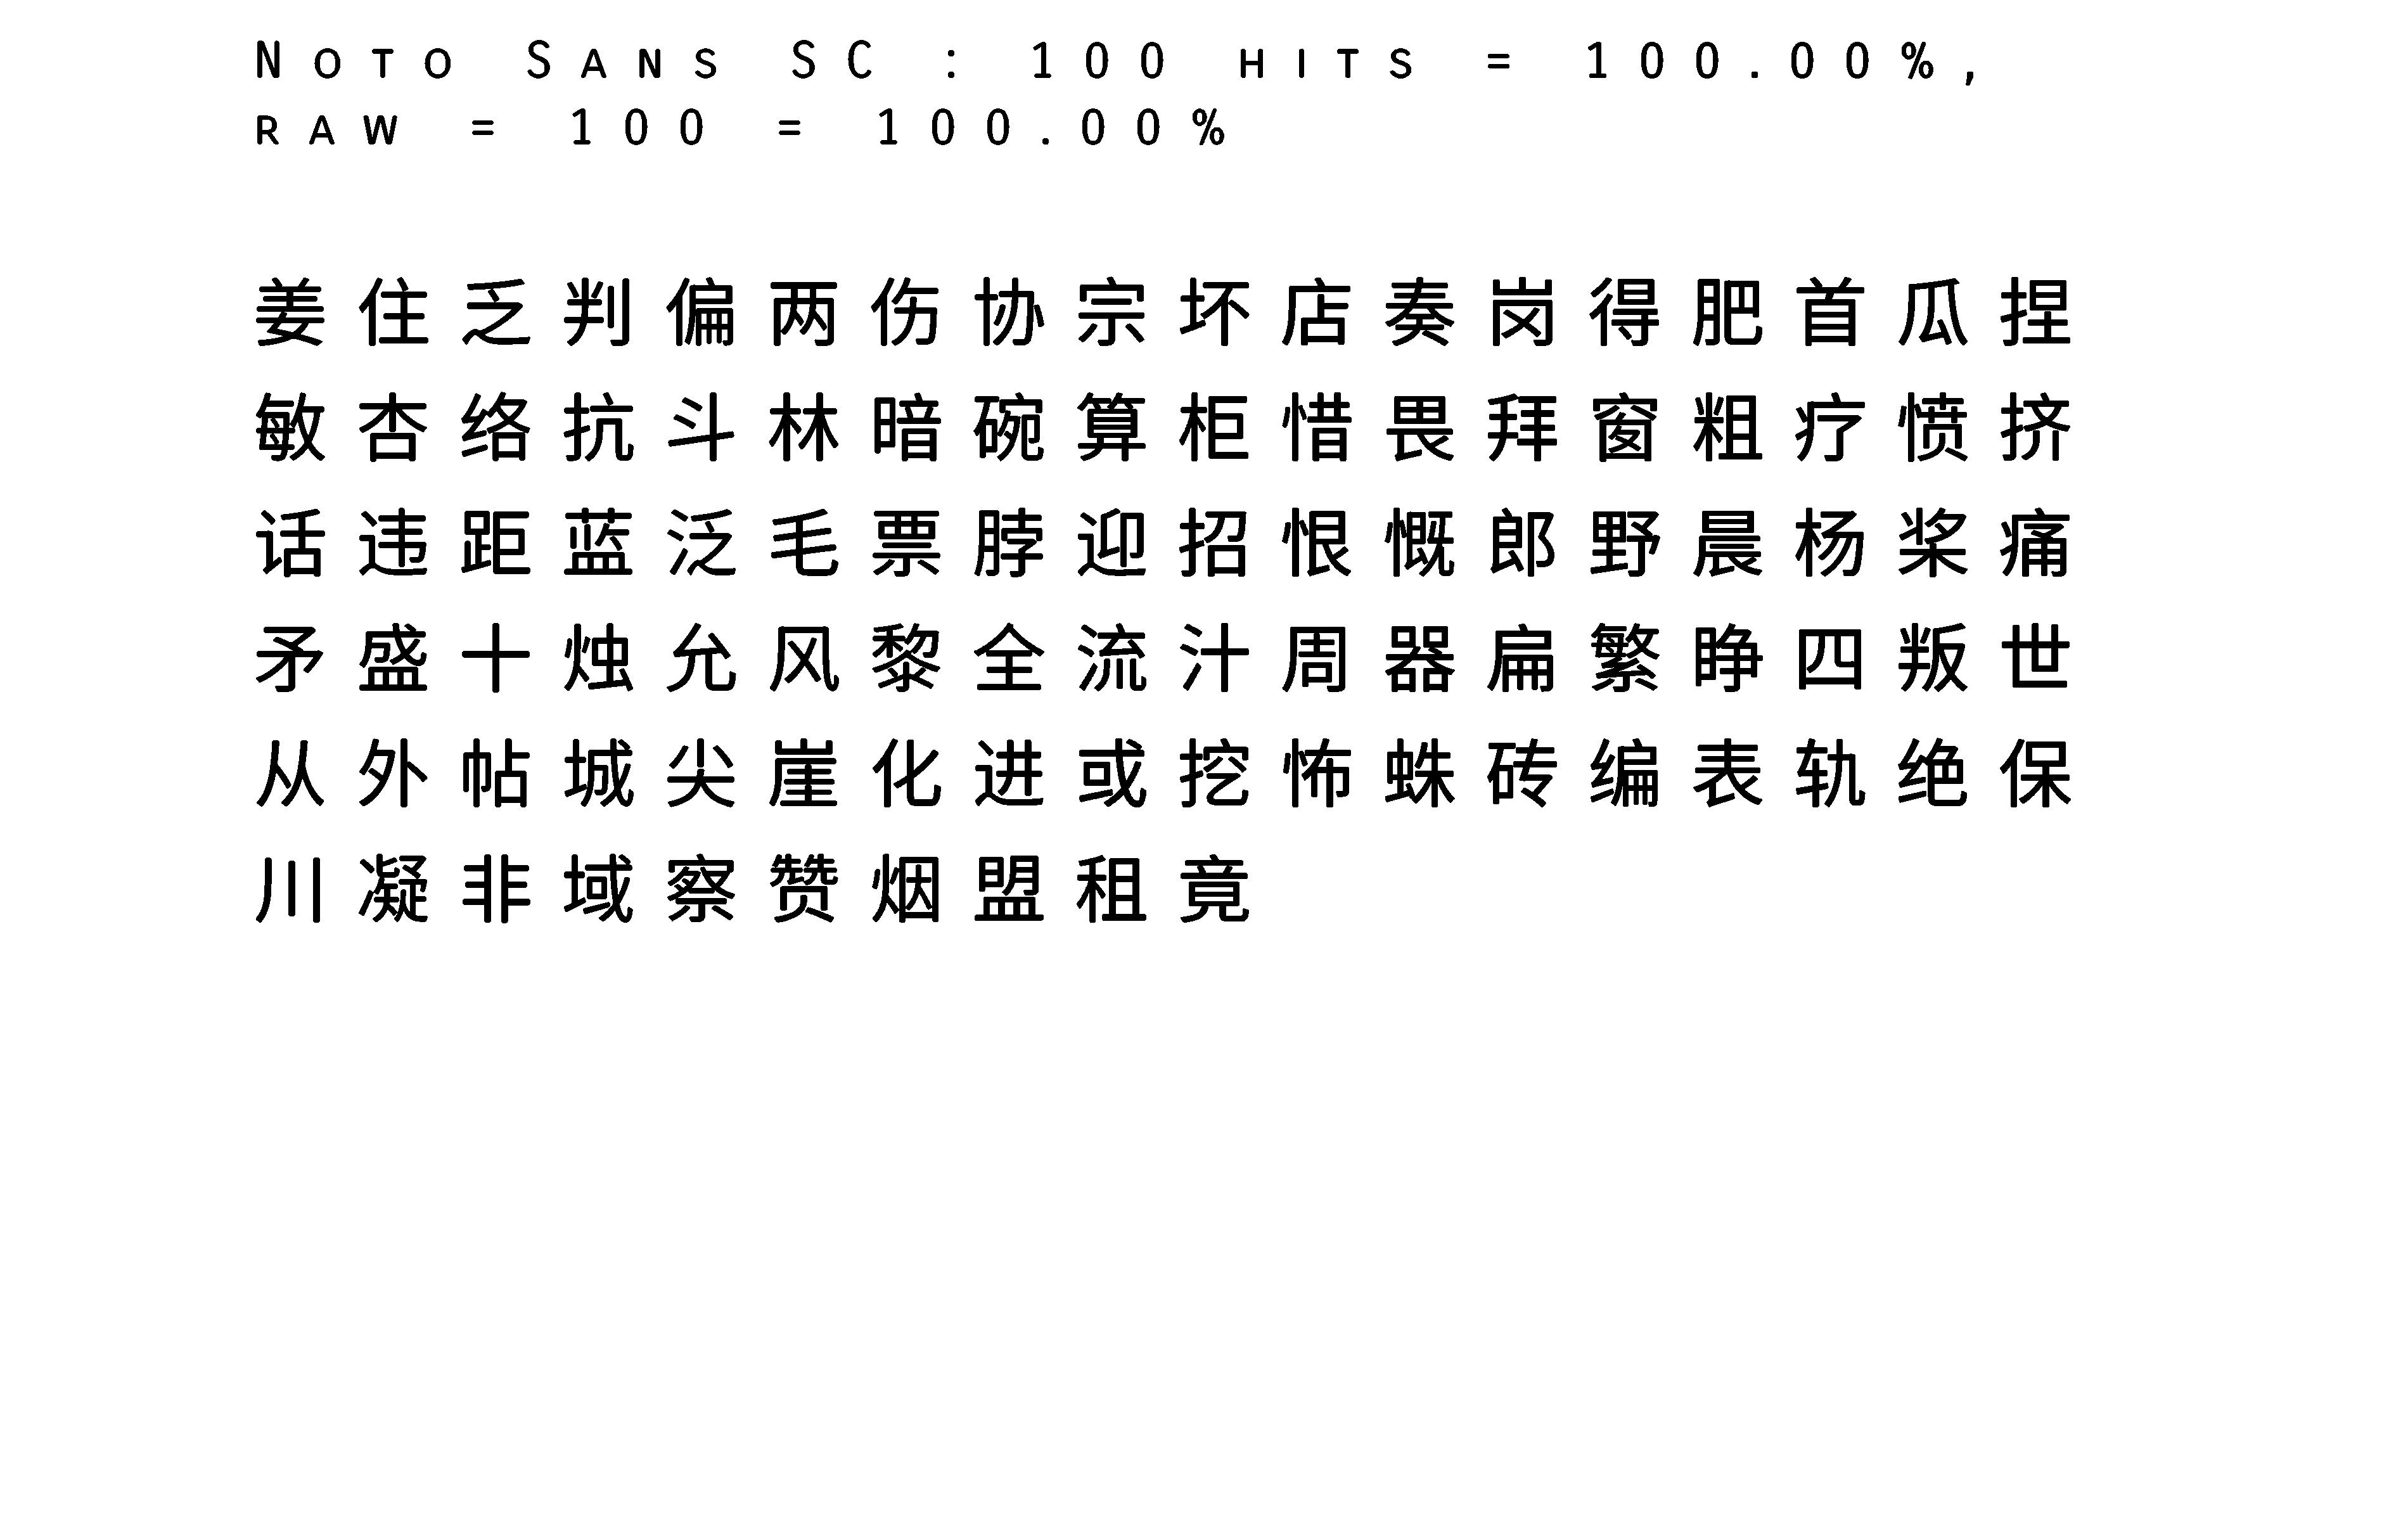 Noto Sans SC : 100 hits = 100.00%,
raw = 100 = 100.00%
姜住乏判偏两伤协宗坏店奏岗得肥首瓜捏
敏杏络抗斗林暗碗算柜惜畏拜窗粗疗愤挤
话违距蓝泛毛票脖迎招恨慨郎野晨杨桨痛
矛盛十烛允风黎全流汁周器扁繁睁四叛世
从外帖城尖崖化进或挖怖蛛砖编表轨绝保
川凝非域察赞烟盟租竟